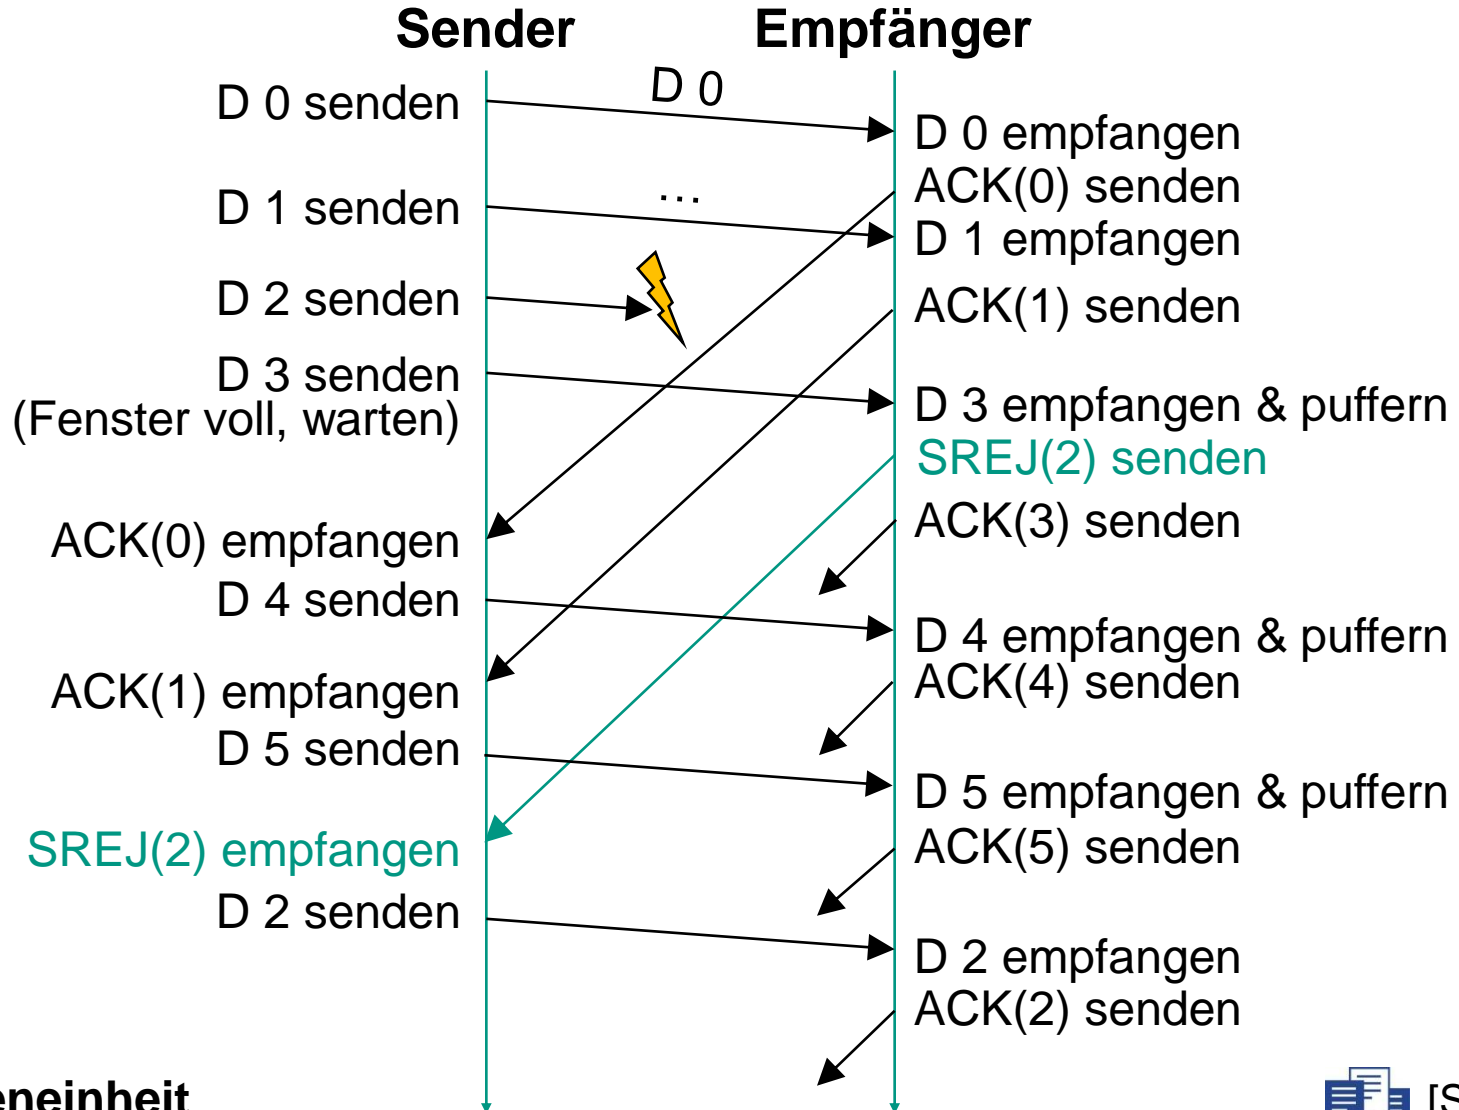 Sender Empfänger
D 0 senden D 0
D 0 empfangen
ACK(0) senden
D 1 senden ...
D 1 empfangen
D 2 senden ACK(1) senden
D 3 senden
(Fenster voll, warten) D 3 empfangen & puffern
SREJ(2) senden
ACK(3) senden
ACK(0) empfangen
D 4 senden
D 4 empfangen & puffern
ACK(4) senden
ACK(1) empfangen
D 5 senden
D 5 empfangen & puffern
SREJ(2) empfangen ACK(5) senden
D 2 senden
D 2 empfangen
ACK(2) senden
eneinheit [S